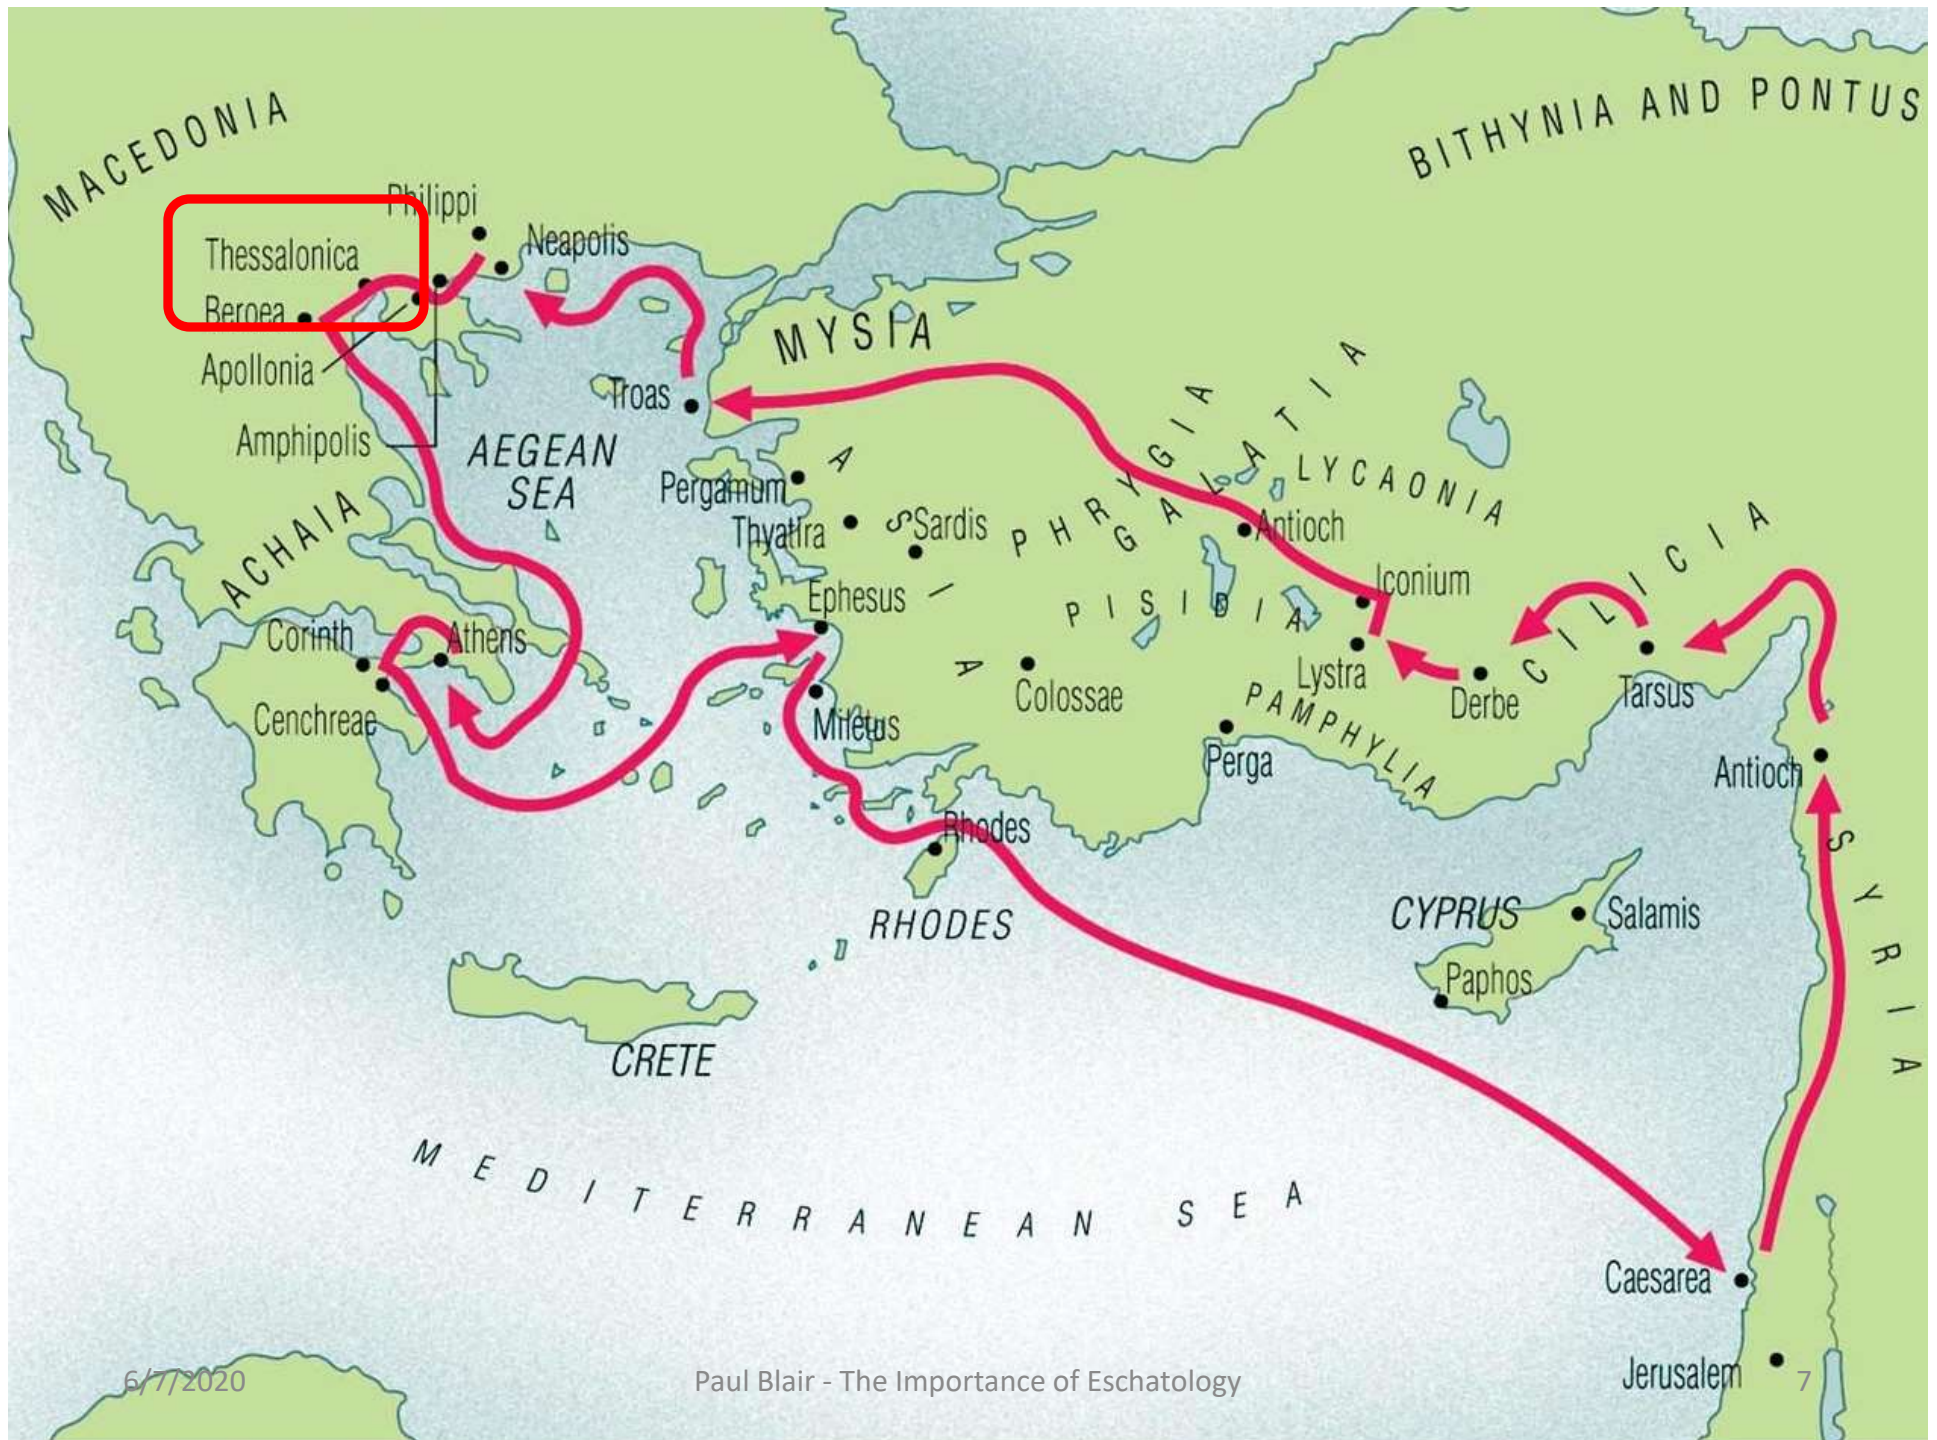 MACEDONIA
BITHYNIA AND PONTUS
Philippi
Neapolis
Thessalonica
Beroea
Apollonia
Amphipolis
MYSIA
Troas
AEGEAN
SEA
PHRYGIA
GALATIA
LYCAONIA
Pergamum
Thyatira
Sardis
ASIA
Antioch
ACHAIA
CILICIA
Iconium
Ephesus
PISIDIA
Corinth
Athens
Colossae
Lystra
Derbe
Tarsus
Cenchreae
Miletus
PAMPHYLIA
Perga
Antioch
Rhodes
SYRIA
RHODES
CYPRUS
Salamis
Paphos
CRETE
MEDITERRANEAN SEA
Caesarea
Jerusalem
6/7/2020
Paul Blair - The Importance of Eschatology
7